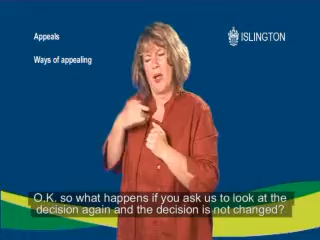 Appeals
ISLINGTON
Ways of appealing
O.K. so what happens if you ask us to look at the
decision again and the decision is not changed?